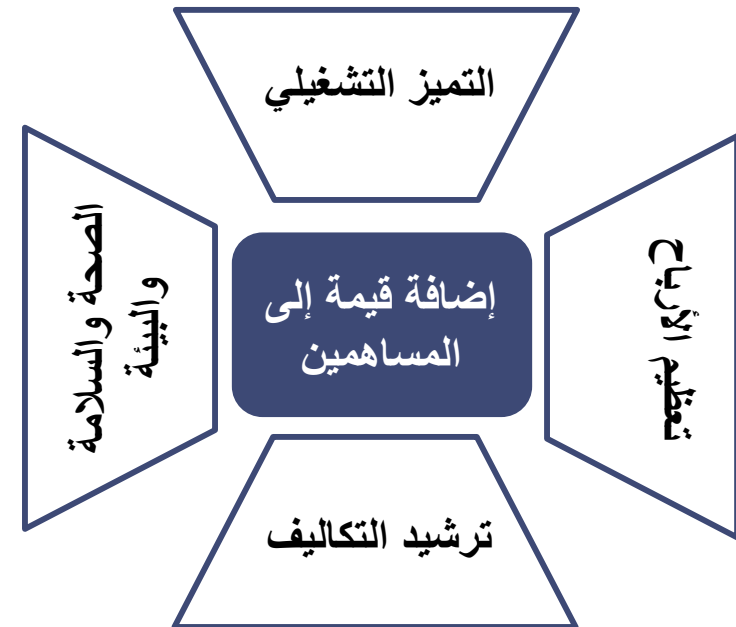 التميز التشغيلي
تعظيم الأرباح
إضافة قيمة إلى
المساهمين
الصحة والسلامة
والبيئة
ترشيد التكاليف